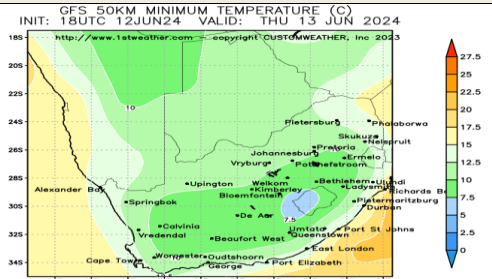 GFS 50KM MINIMUM TEMPERATURE (C)
INIT: 18UTC 12JUN24 VALID: THU 13 JUN 2024
http://www.1stweather.com – copyright CUSTOMWEATHER, Inc 2023
18S
20S
22S
24S
26S
28S
30S
32S
34S
10
Pietersburg
Phalaborwa
Skukuza
Nelspruit
Pretoria
Johannesburg
Ermelo
Vryburg
Potchefstroom
Alexander Bay
Upington
Welkom
Bethlehem
Ulundi
Kimberley
Ladysmith
Richards Ba
Bloemfontein
Springbok
Pietermaritzburg
Durban
De Aar
7.5
Calvinia
Umtata
Port St Johns
Vredendal
Queenstown
Beaufort West
East London
Worcester
10
Oudtshoorn
Cape Town
George
Port Elizabeth
27.5
25
22.5
20
17.5
15
12.5
10
7.5
5
2.5
0